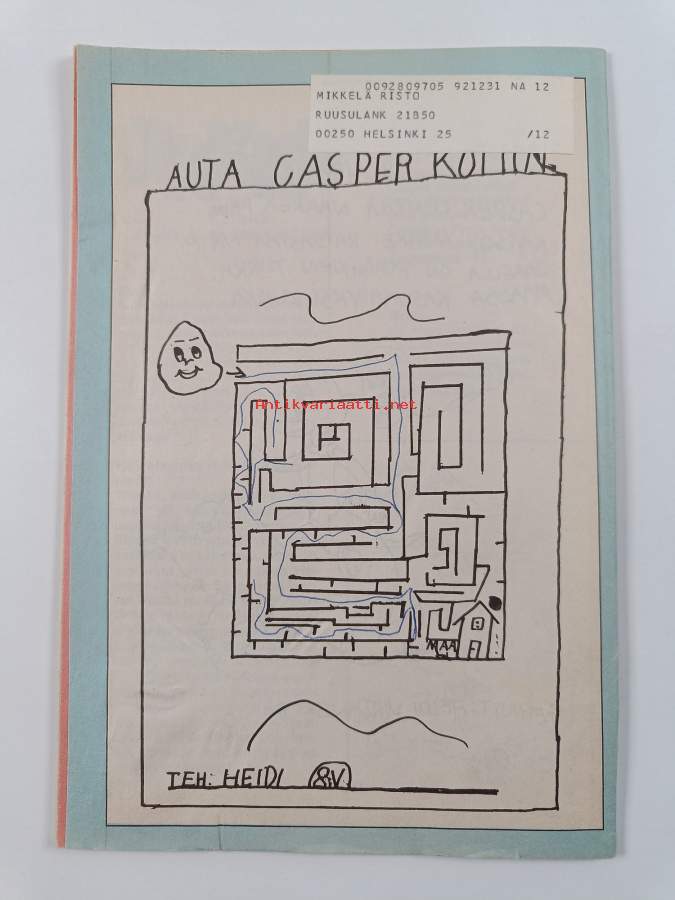 0092809705 921231 NA 12
MIKKELÄ RISTO
RUUSULANK 21B50
00250 HELSINKI 25 /12
AUTA CASPER KOTIIN
Antikvariaatti.net
MAA
TEH: HEIDI 8.V.